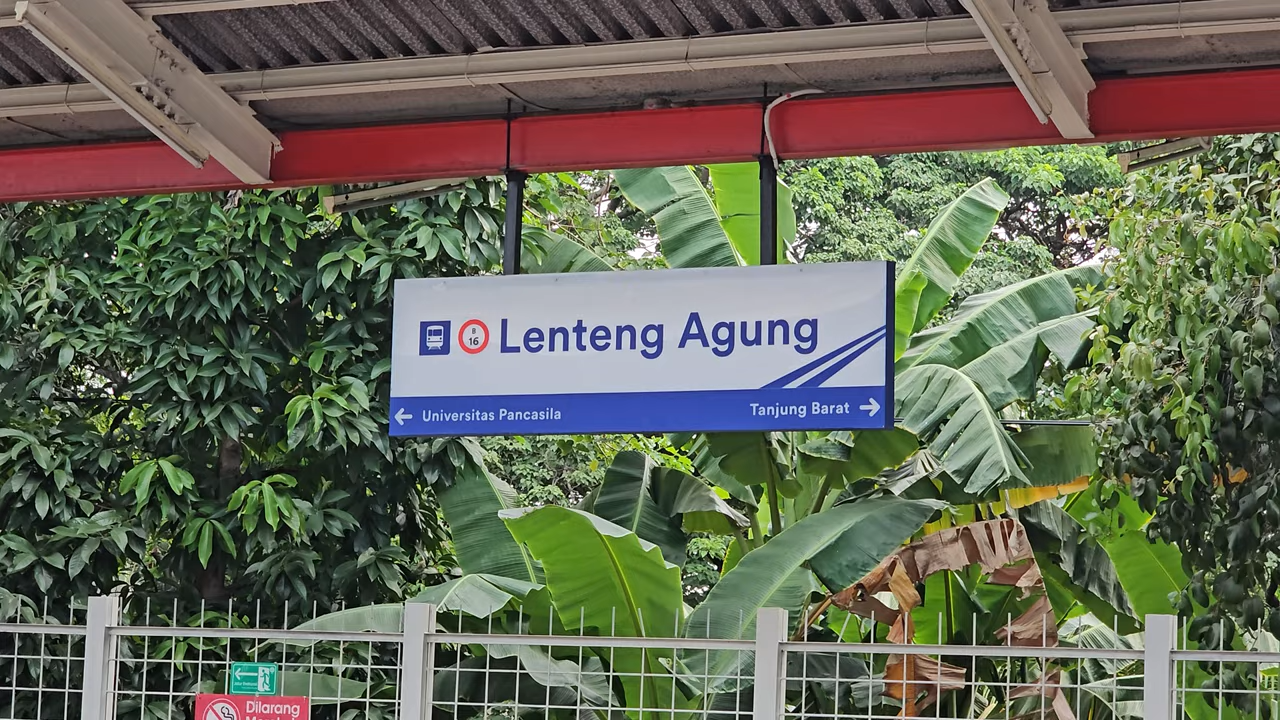 B
16
Lenteng Agung
Universitas Pancasila
Tanjung Barat
Dilarang